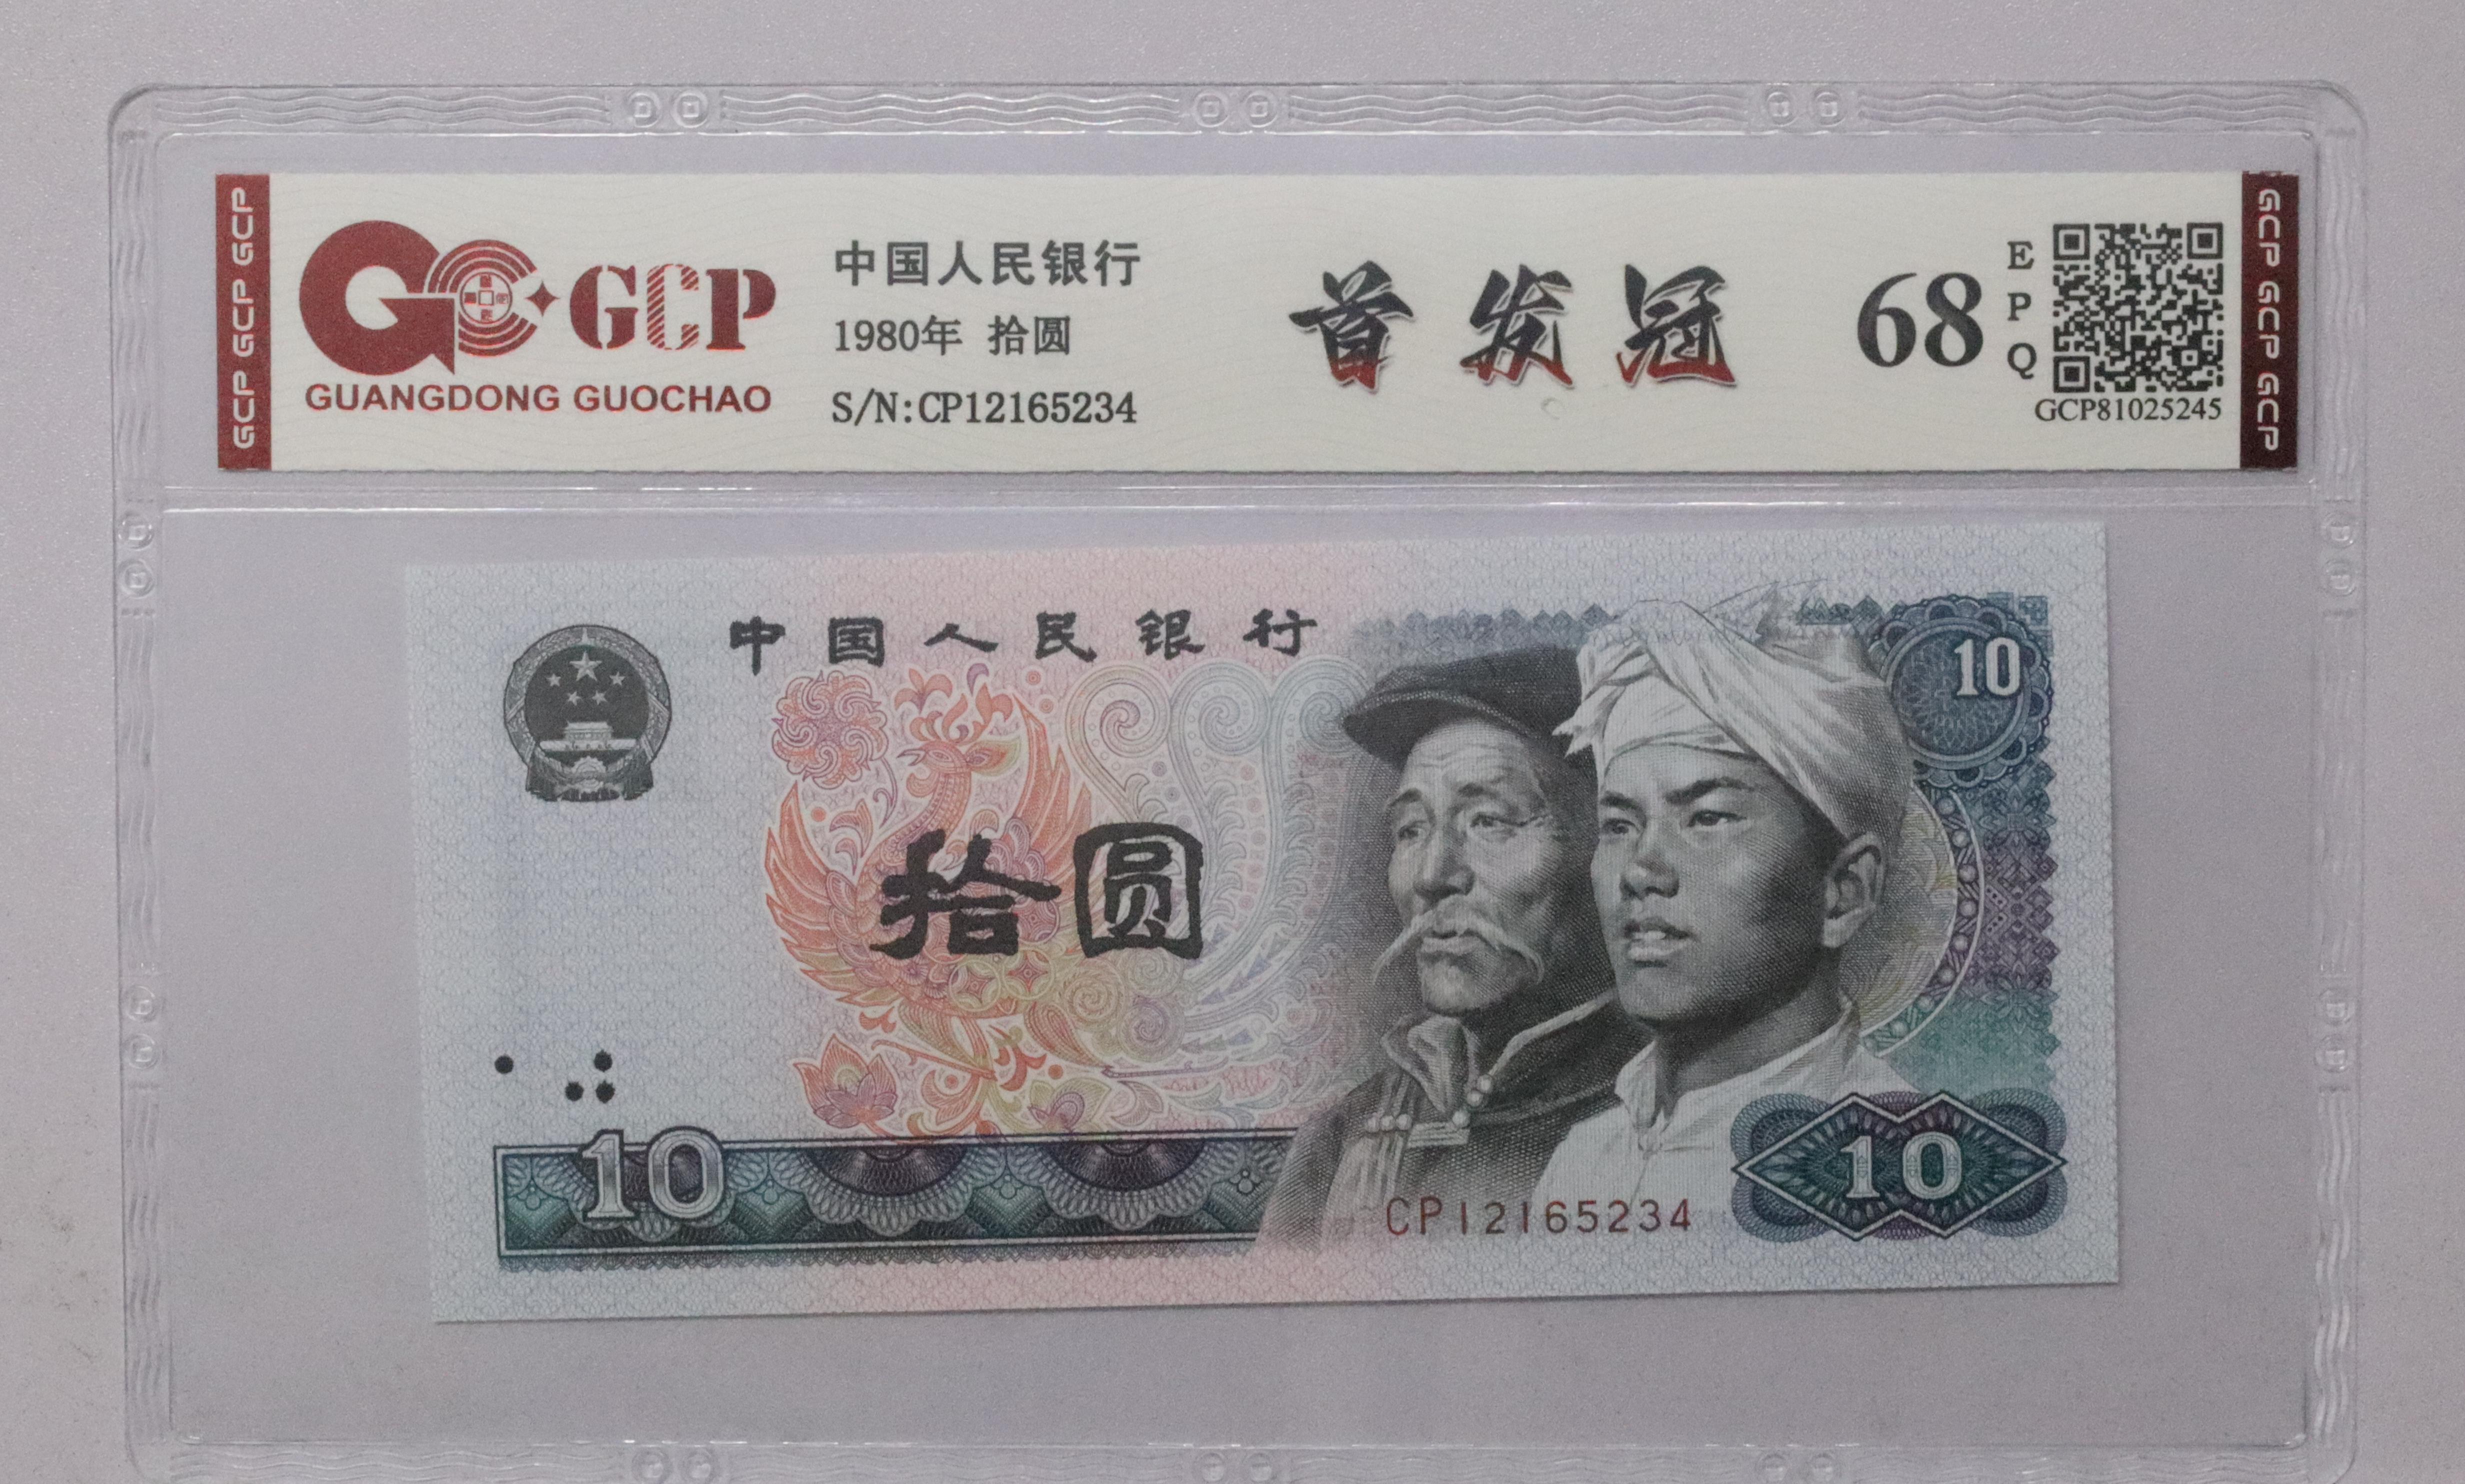 GCP GCP GCP
GCP
GUANGDONG GUOCHAO
中国人民银行
1980年 拾圆
S/N:CP12165234
首发冠
68
EPQ
GCP81025245
GCP GCP GCP
中国人民银行
10
拾圆
10
CP12165234
10